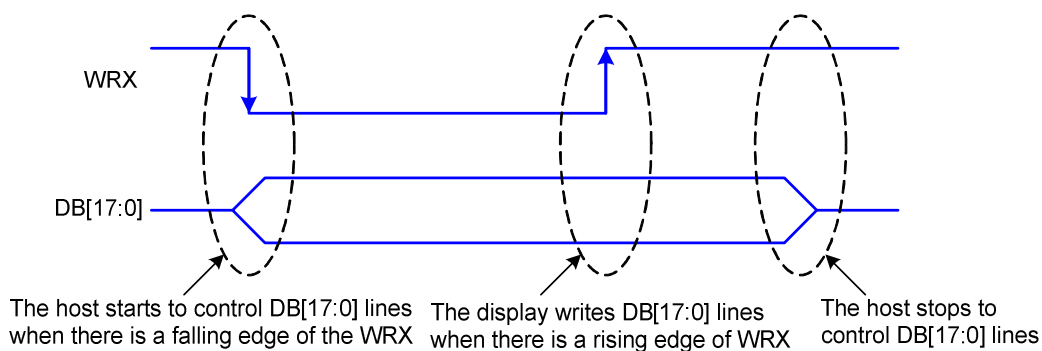 WRX
DB[17:0]
The host starts to control DB[17:0] lines
when there is a falling edge of the WRX
The display writes DB[17:0] lines
when there is a rising edge of WRX
The host stops to
control DB[17:0] lines